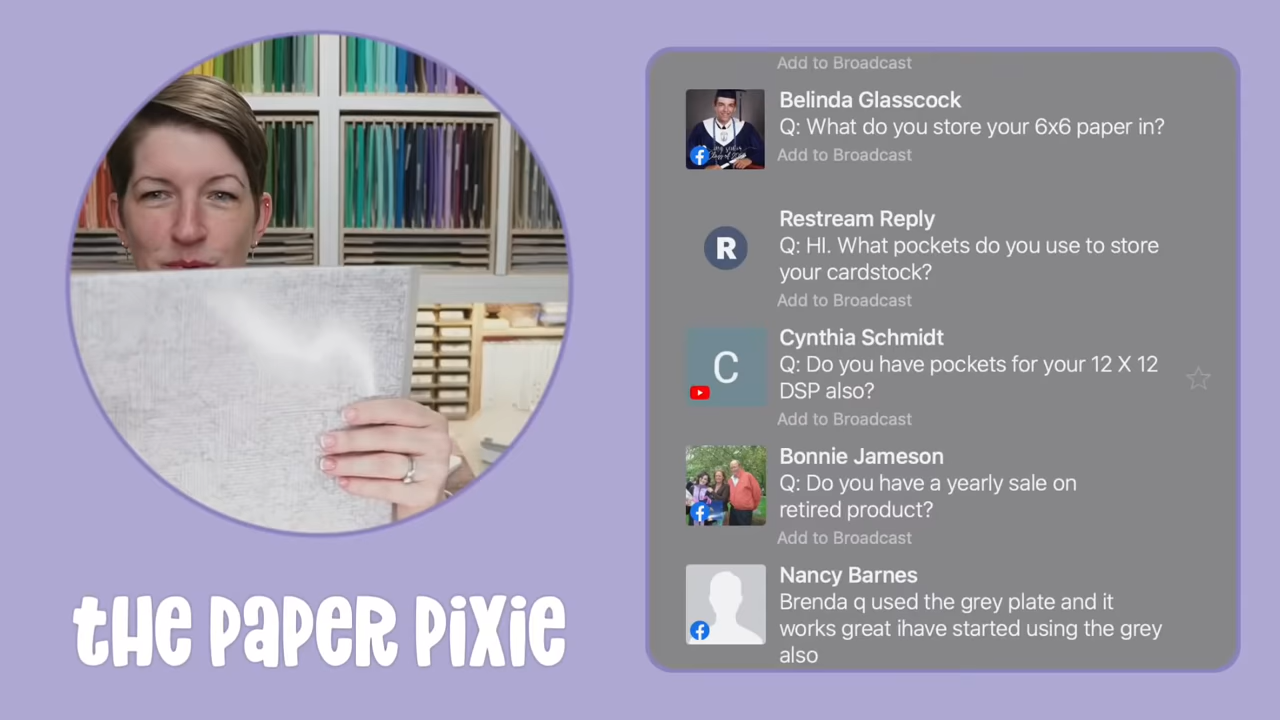 Add to Broadcast
Belinda Glasscock
Q: What do you store your 6x6 paper in?
Add to Broadcast
Restream Reply
R
Q: HI. What pockets do you use to store
your cardstock?
Add to Broadcast
Cynthia Schmidt
C
Q: Do you have pockets for your 12 X 12
DSP also?
Add to Broadcast
Bonnie Jameson
Q: Do you have a yearly sale on
retired product?
Add to Broadcast
Nancy Barnes
Brenda q used the grey plate and it
works great ihave started using the grey
also
tHe PaPeR PiXie